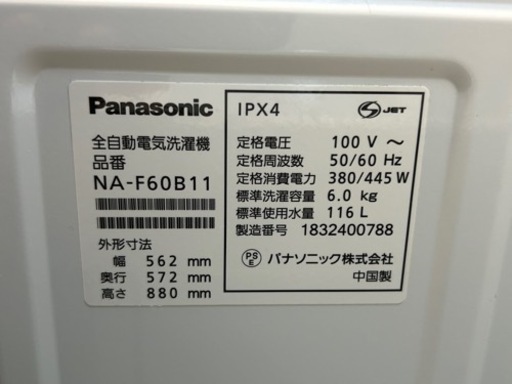 Panasonic
全自動電気洗濯機
品番
NA-F60B11
外形寸法
幅 562 mm
奥行 572 mm
高さ 880 mm
IPX4
S JET
定格電圧 100 V ～
定格周波数 50/60 Hz
定格消費電力 380/445 W
標準洗濯容量 6.0 kg
標準使用水量 116 L
製造番号 1832400788
PS E パナソニック株式会社
中国製